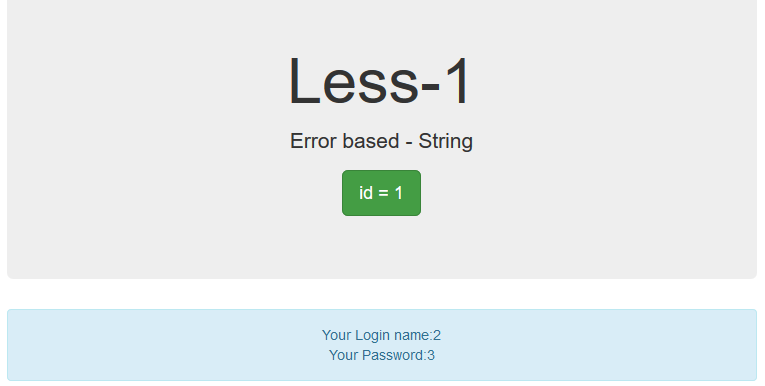 Less-1
Error based - String
id = 1
Your Login name:2
Your Password:3